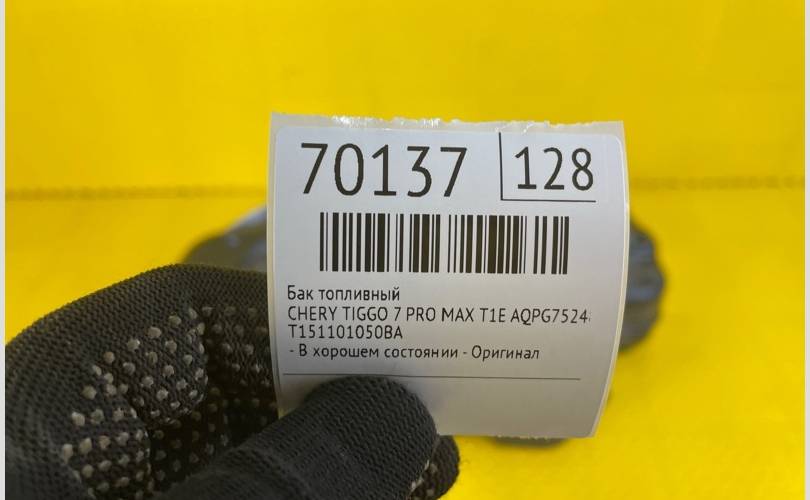 70137 128
Бак топливный
CHERY TIGGO 7 PRO MAX T1E AQPG7524
T151101050BA
- В хорошем состоянии - Оригинал